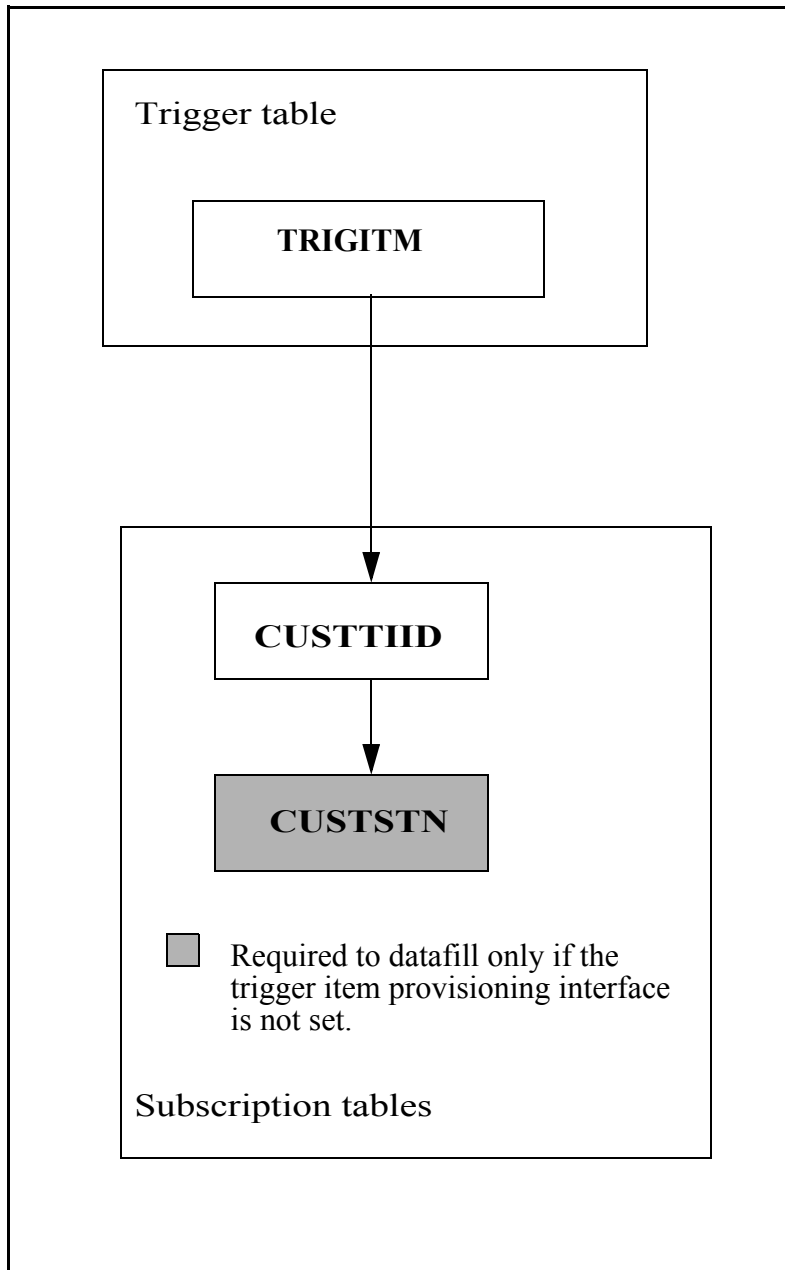 Trigger table
TRIGITM
CUSTTIID
CUSTSTN
Required to datafill only if the
trigger item provisioning interface
is not set.
Subscription tables